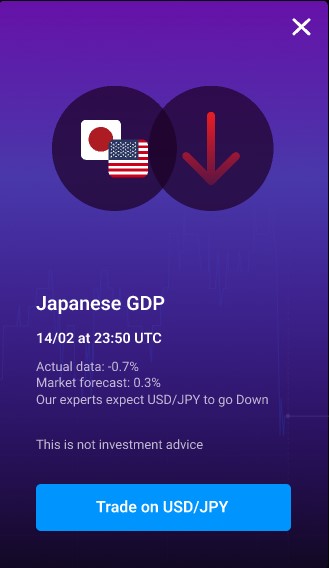 Japanese GDP
14/02 at 23:50 UTC
Actual data: -0.7%
Market forecast: 0.3%
Our experts expect USD/JPY to go Down
This is not investment advice
Trade on USD/JPY